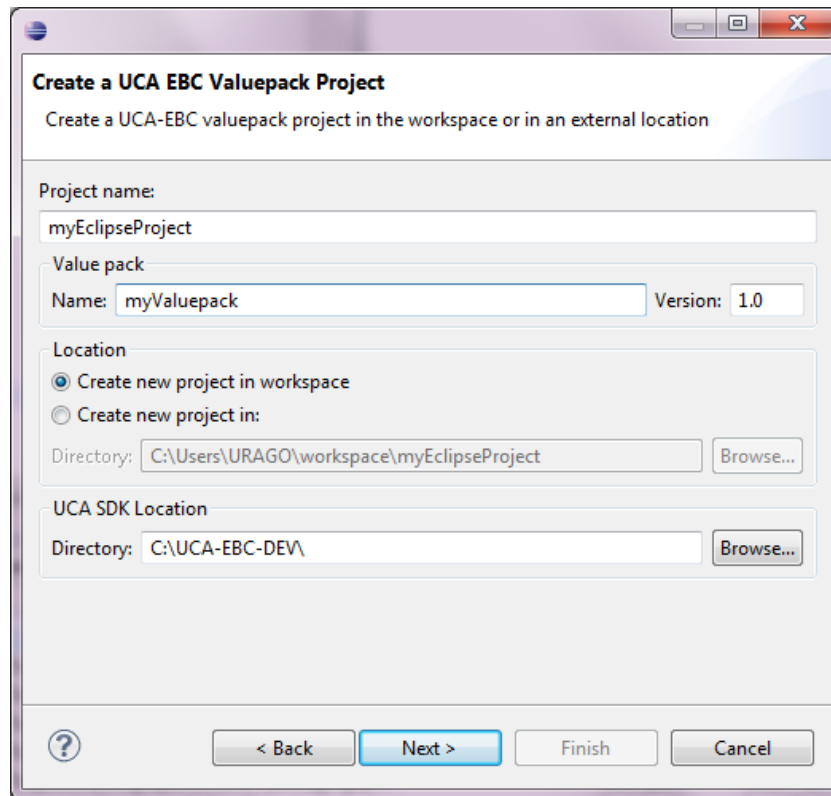 Create a UCA EBC Valuepack Project
Create a UCA-EBC valuepack project in the workspace or in an external location
Project name:
myEclipseProject
Value pack
Name: myValuepack Version: 1.0
Location
Create new project in workspace
Create new project in:
Directory: C:\Users\URAGO\workspace\myEclipseProject Browse...
UCA SDK Location
Directory: C:\UCA-EBC-DEV\ Browse...
? < Back Next > Finish Cancel